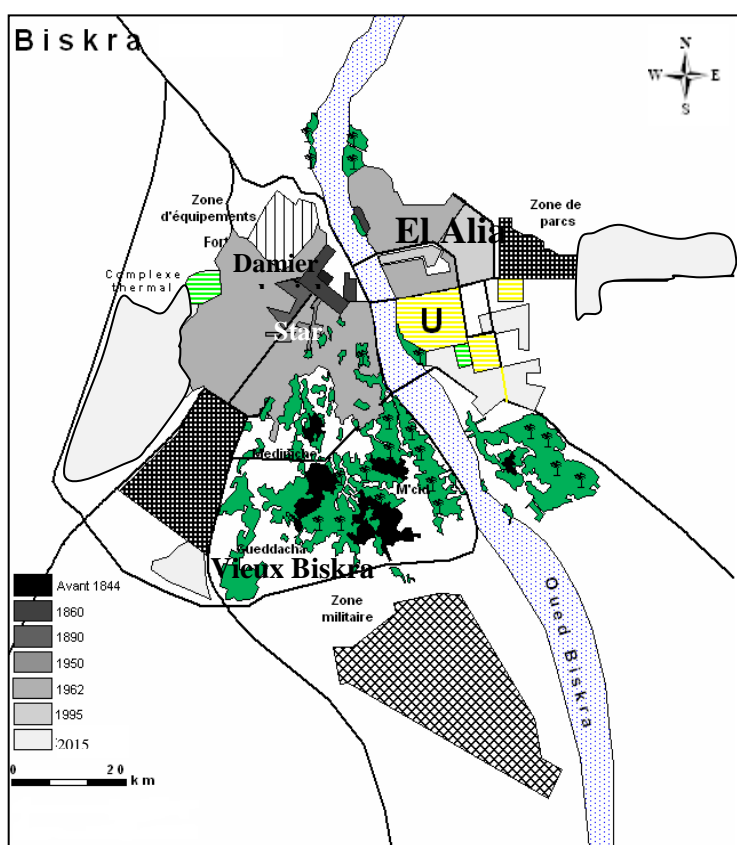 Biskra
N
W E
S
Zone
d'équipements
Fort
Zone de
parcs
El Alia
Damier
Complexe
thermal
U
Star
Mediniche
M'cid
Gueddacha
Vieux Biskra
Zone
militaire
Oued Biskra
Avant 1844
1860
1890
1950
1962
1995
2015
0 20
km